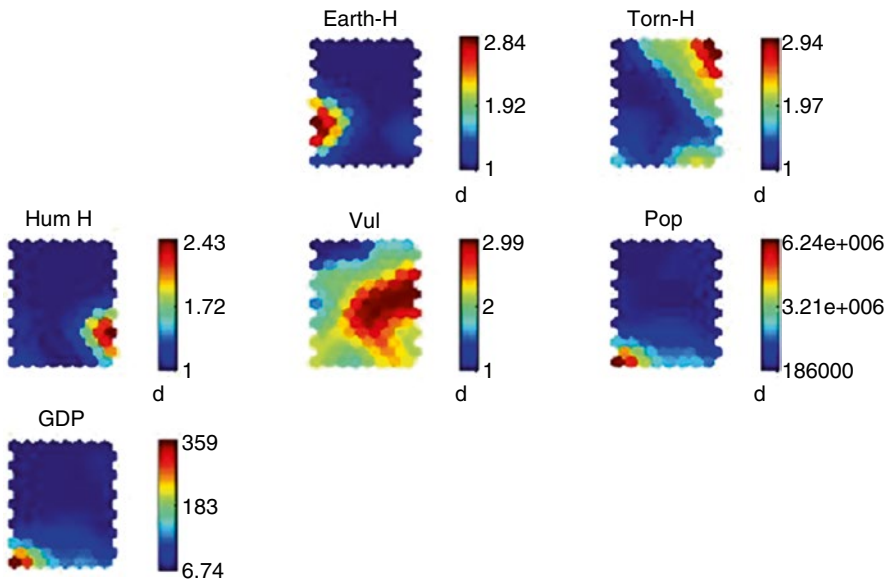 Earth-H
2.84
1.92
1
d
Torn-H
2.94
1.97
1
d
Hum H
2.43
1.72
1
d
Vul
2.99
2
1
d
Pop
6.24e+006
3.21e+006
186000
d
GDP
359
183
6.74